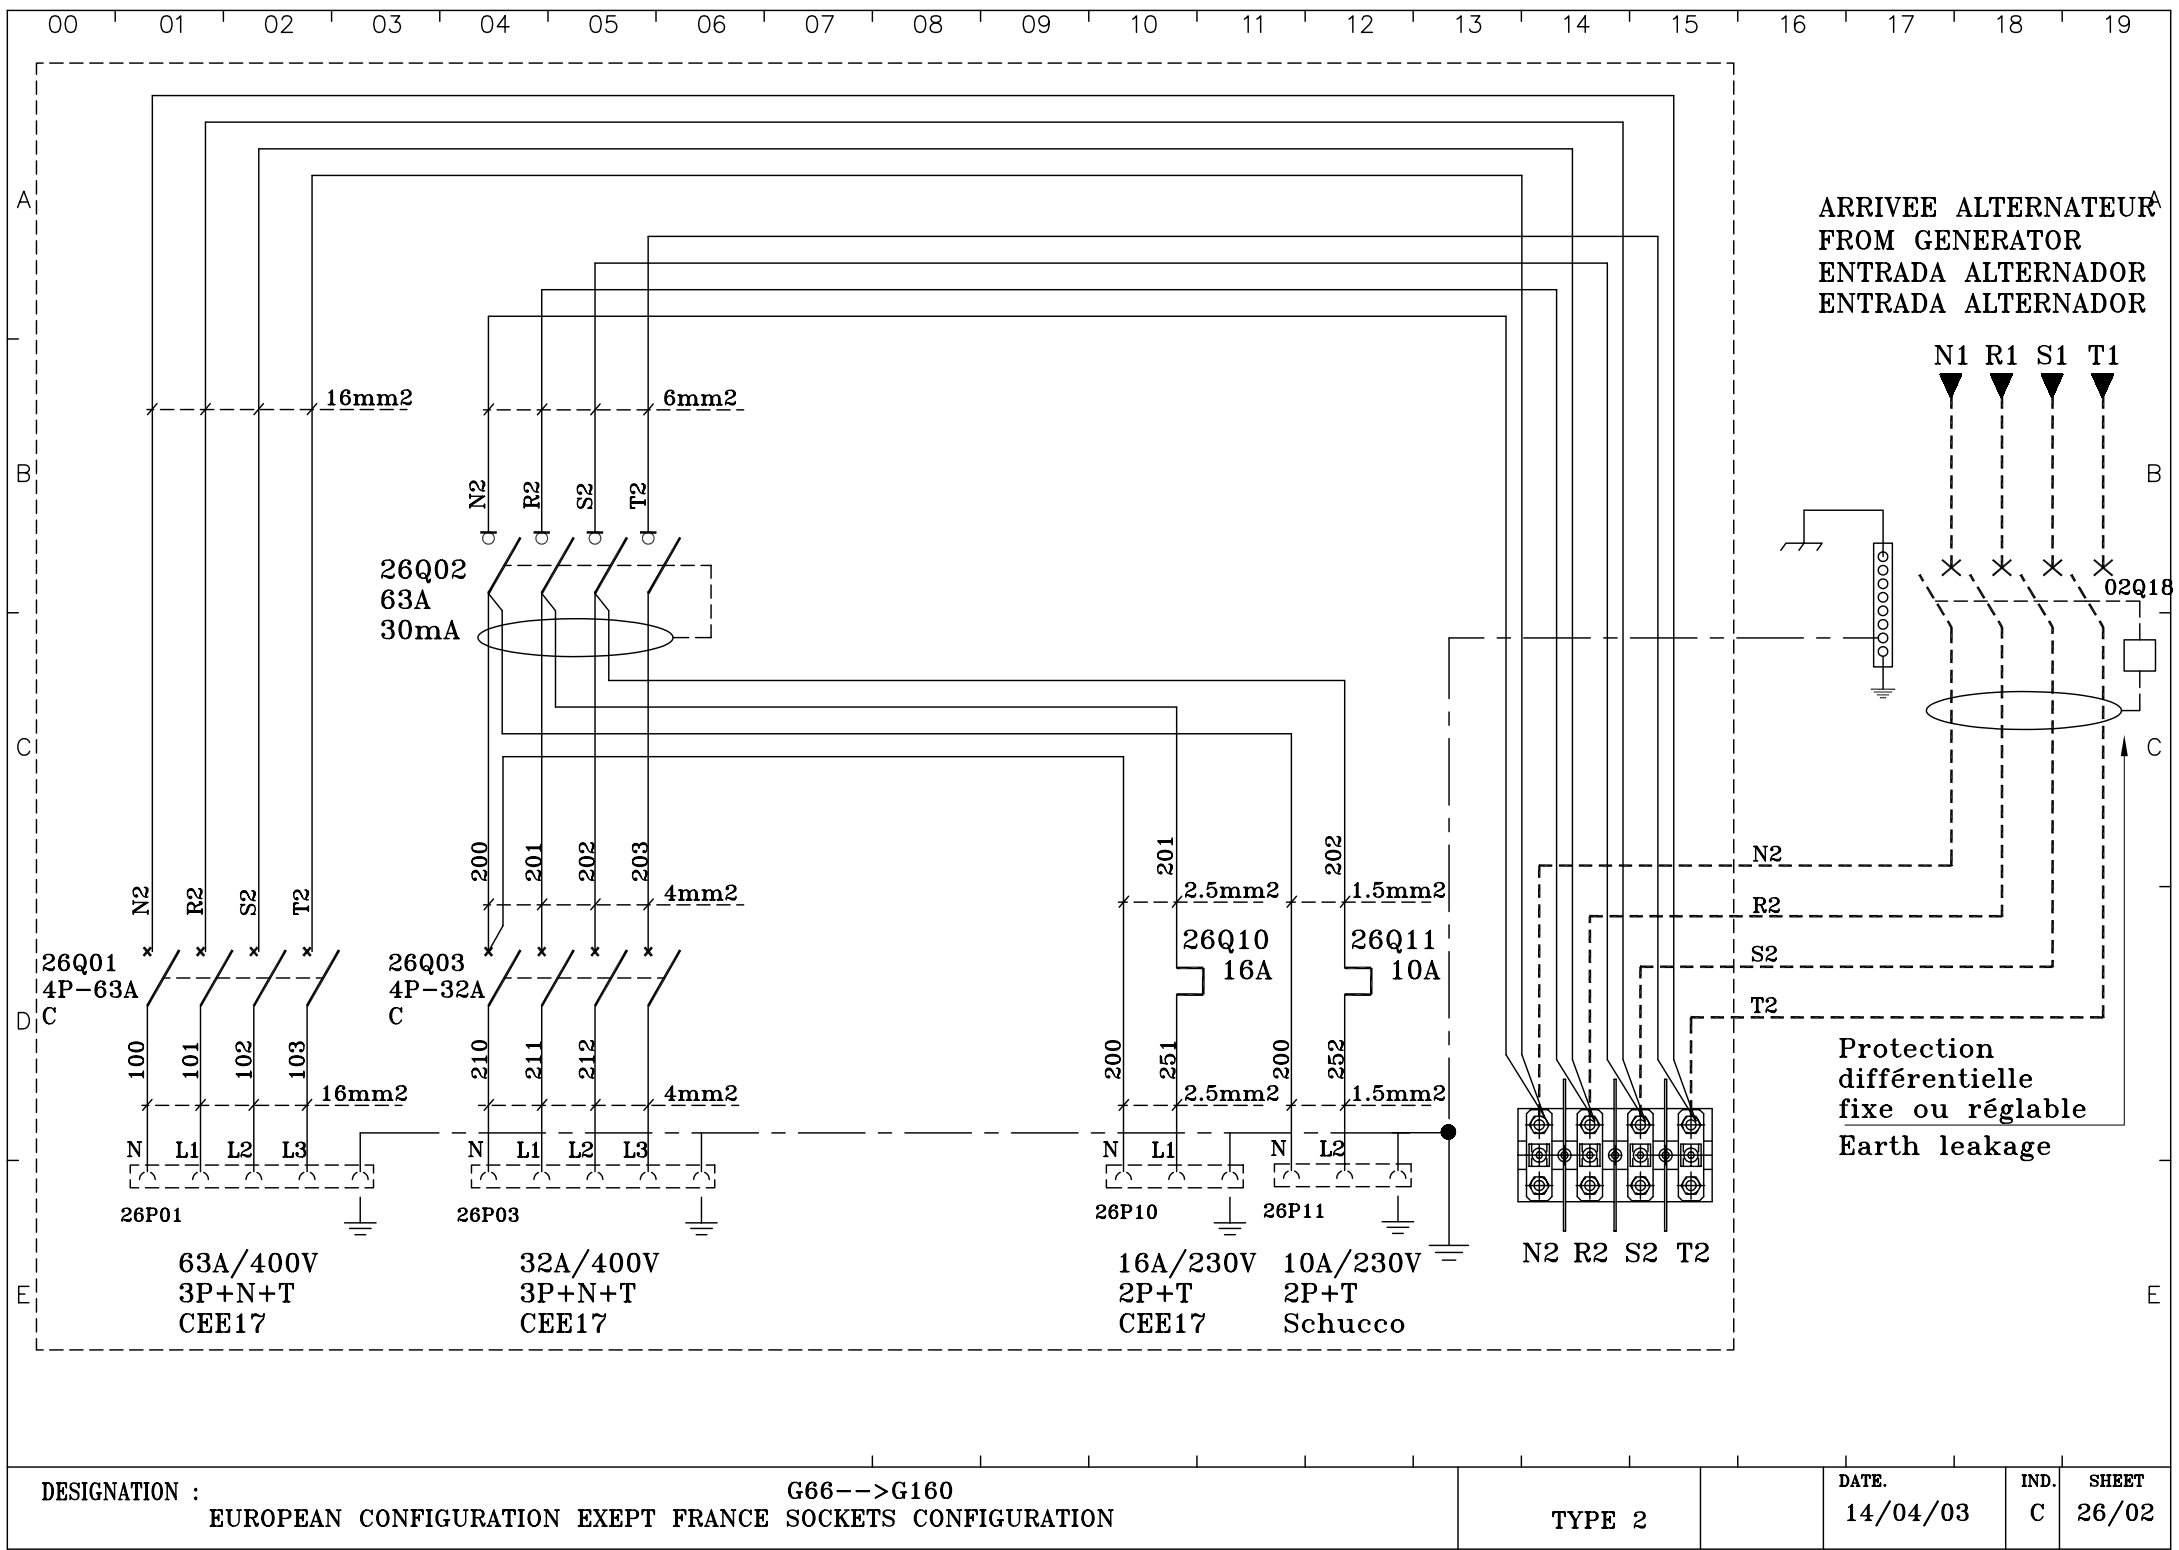 00 01 02 03 04 05 06 07 08 09 10 11 12 13 14 15 16 17 18 19
A A
ARRIVEE ALTERNATEUR
FROM GENERATOR
ENTRADA ALTERNADOR
ENTRADA ALTERNADOR
N1 R1 S1 T1
16mm2 6mm2
B B
N2 R2 S2 T2
26Q02
63A
30mA
02Q18
C C
200 201 202 203 201 202
4mm2 2.5mm2 1.5mm2
N2 R2 S2 T2
N2
R2
S2
T2
26Q01
4P-63A
C
26Q03
4P-32A
C
26Q10
16A
26Q11
10A
D
100 101 102 103 210 211 212 200 251 200 252
16mm2 4mm2 2.5mm2 1.5mm2
Protection
différentielle
fixe ou réglable
Earth leakage
N L1 L2 L3 N L1 L2 L3 N L1 N L2
26P01 26P03 26P10 26P11
63A/400V
3P+N+T
CEE17
32A/400V
3P+N+T
CEE17
16A/230V
2P+T
CEE17
10A/230V
2P+T
Schucco
N2 R2 S2 T2
E E
DESIGNATION :
G66-->G160
EUROPEAN CONFIGURATION EXEPT FRANCE SOCKETS CONFIGURATION
TYPE 2
DATE.
14/04/03
IND.
C
SHEET
26/02